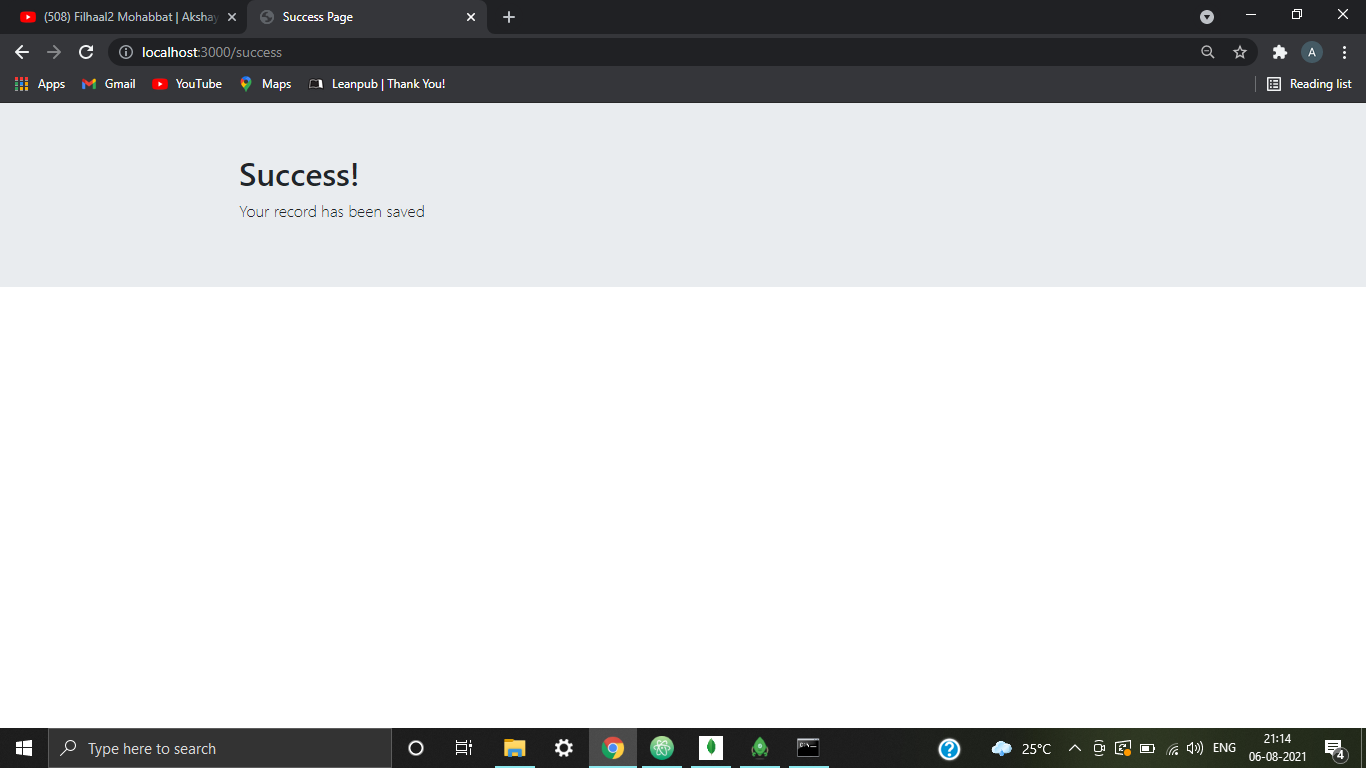 (508) Filhaal2 Mohabbat | Akshay
Success Page
localhost:3000/success
A
Apps
Gmail
YouTube
Maps
Leanpub | Thank You!
Reading list
Success!
Your record has been saved
Type here to search
25°C
ENG
21:14
06-08-2021
4